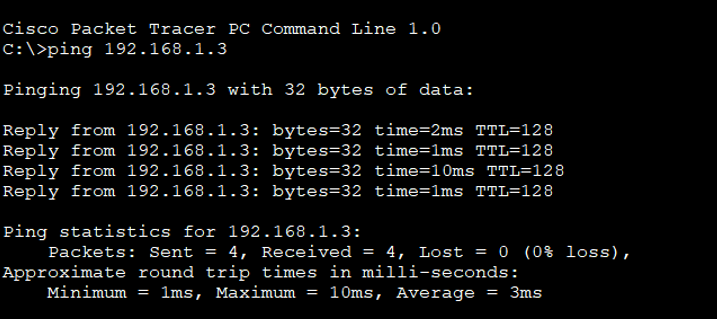 Cisco Packet Tracer PC Command Line 1.0
C:\>ping 192.168.1.3
Pinging 192.168.1.3 with 32 bytes of data:
Reply from 192.168.1.3: bytes=32 time=2ms TTL=128
Reply from 192.168.1.3: bytes=32 time=1ms TTL=128
Reply from 192.168.1.3: bytes=32 time=10ms TTL=128
Reply from 192.168.1.3: bytes=32 time=1ms TTL=128
Ping statistics for 192.168.1.3:
    Packets: Sent = 4, Received = 4, Lost = 0 (0% loss),
Approximate round trip times in milli-seconds:
    Minimum = 1ms, Maximum = 10ms, Average = 3ms